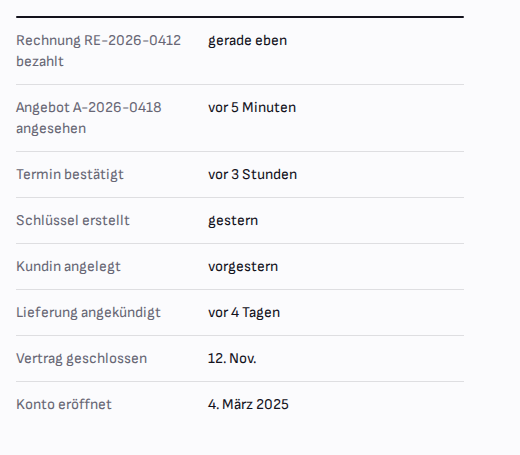 Rechnung RE-2026-0412 gerade eben
bezahlt
Angebot A-2026-0418 vor 5 Minuten
angesehen
Termin bestätigt vor 3 Stunden
Schlüssel erstellt gestern
Kundin angelegt vorgestern
Lieferung angekündigt vor 4 Tagen
Vertrag geschlossen 12. Nov.
Konto eröffnet 4. März 2025